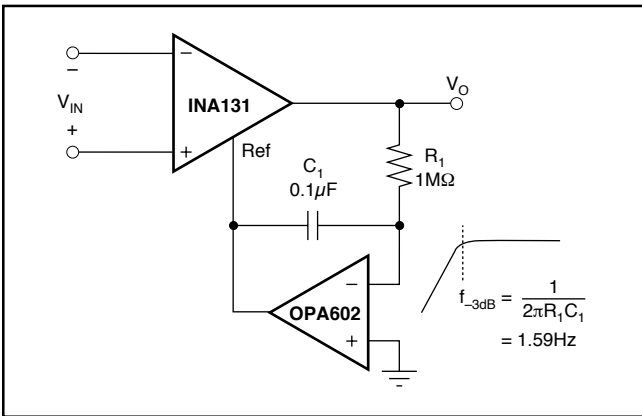 −
V_IN
+
−
INA131
+
Ref
V_O
C_1
0.1µF
R_1
1MΩ
−
OPA602
+
f_−3dB = 1 / 2πR_1C_1
= 1.59Hz